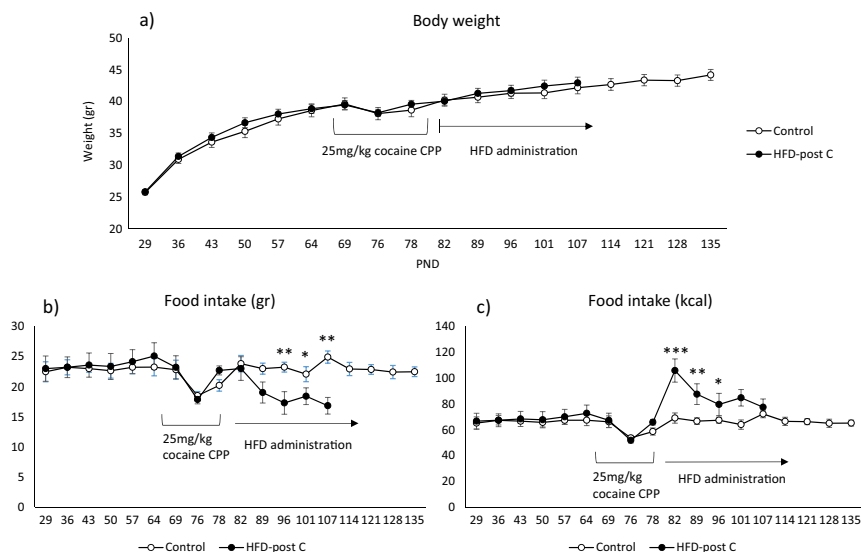 a) Body weight
50
45
40
35
30
25
20
Weight (gr)
25mg/kg cocaine CPP HFD administration
Control
HFD-post C
29 36 43 50 57 64 69 76 78 82 89 96 101 107 114 121 128 135
PND
b) Food intake (gr)
30
25
20
15
10
5
0
** * **
25mg/kg
cocaine CPP
HFD administration
29 36 43 50 57 64 69 76 78 82 89 96 101 107 114 121 128 135
Control HFD-post C
c) Food intake (kcal)
140
120
100
80
60
40
20
0
***
**
*
25mg/kg
cocaine CPP
HFD administration
29 36 43 50 57 64 69 76 78 82 89 96 101 107 114 121 128 135
Control HFD-post C